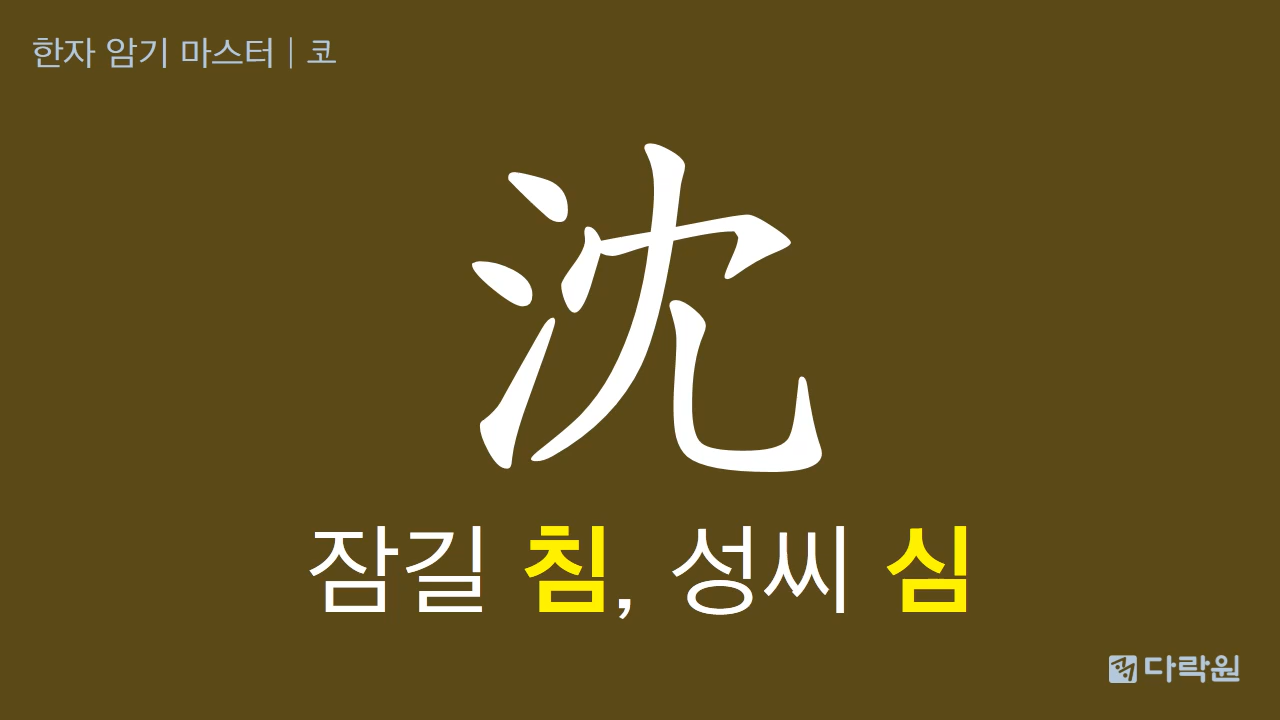 한자 암기 마스터 | 코
沈
잠길 침, 성씨 심
다락원